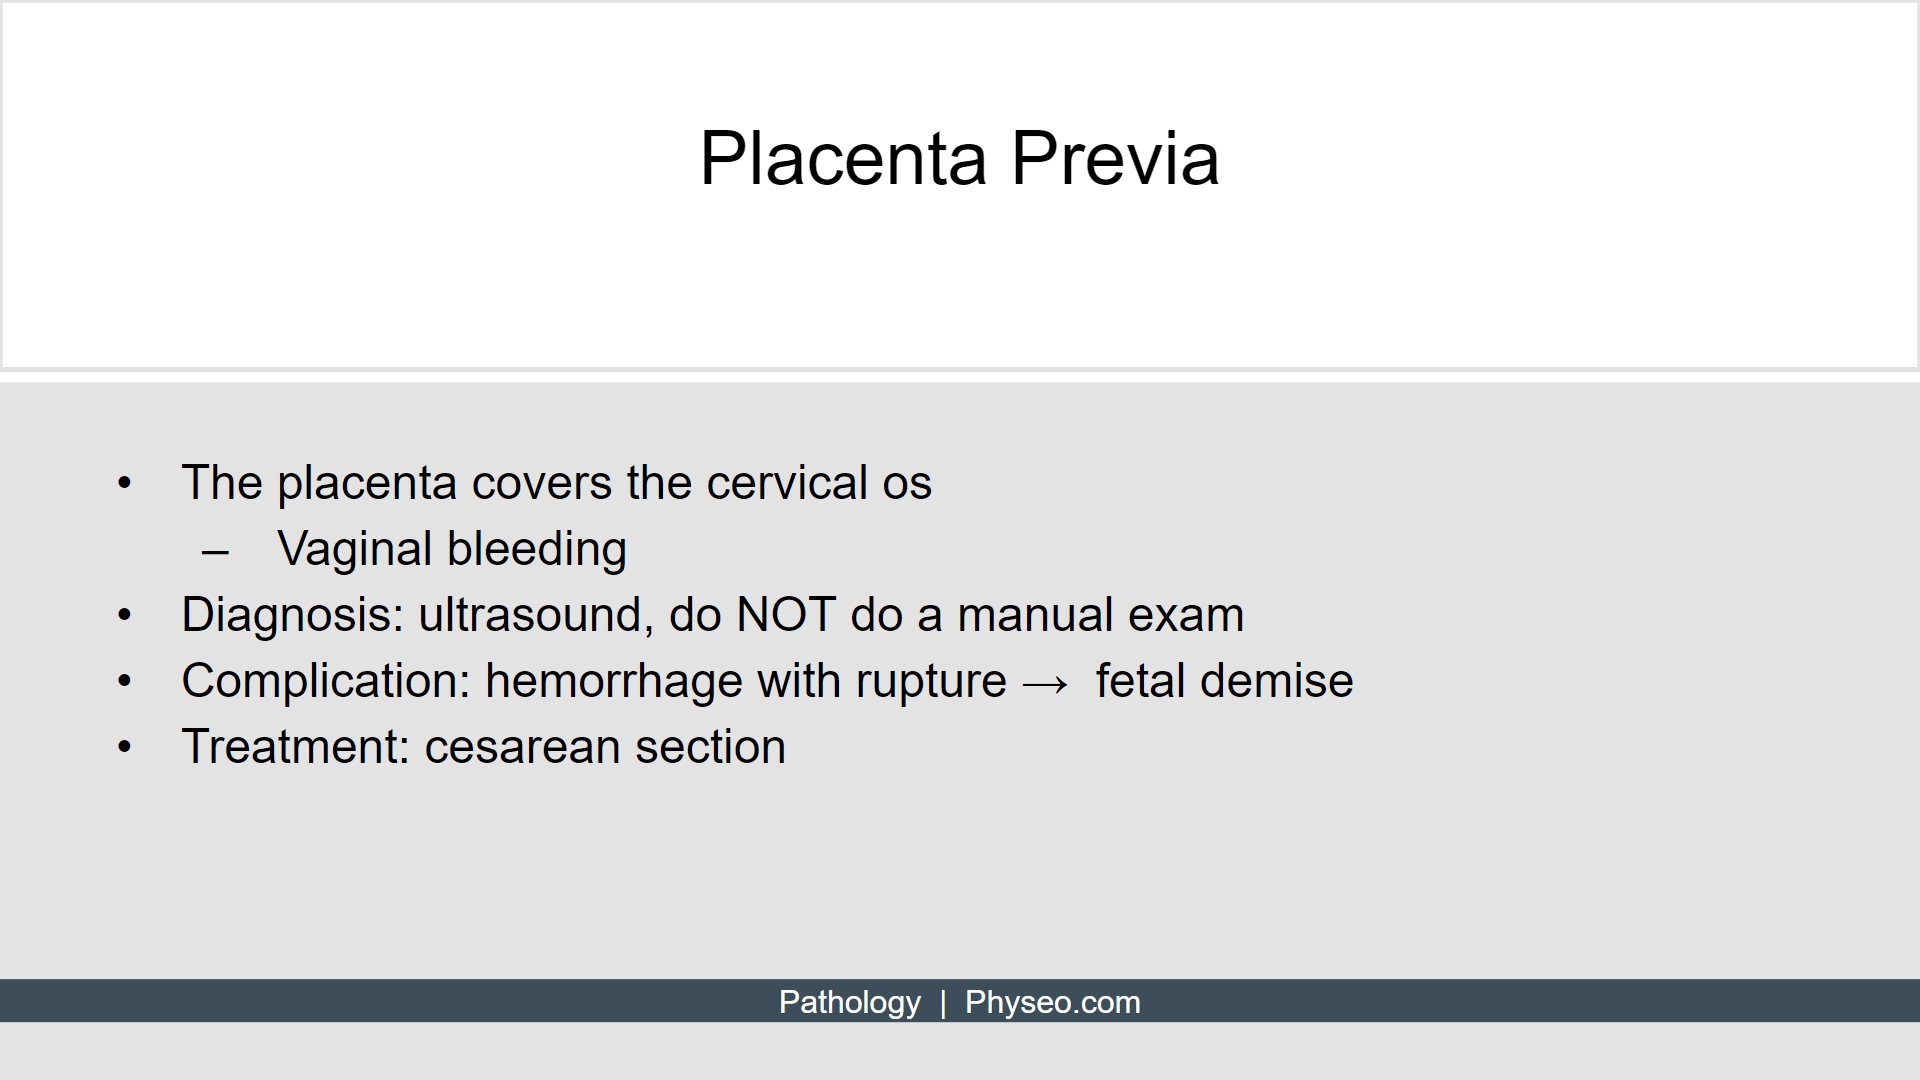 Placenta Previa
• The placenta covers the cervical os
– Vaginal bleeding
• Diagnosis: ultrasound, do NOT do a manual exam
• Complication: hemorrhage with rupture → fetal demise
• Treatment: cesarean section
Pathology | Physeo.com